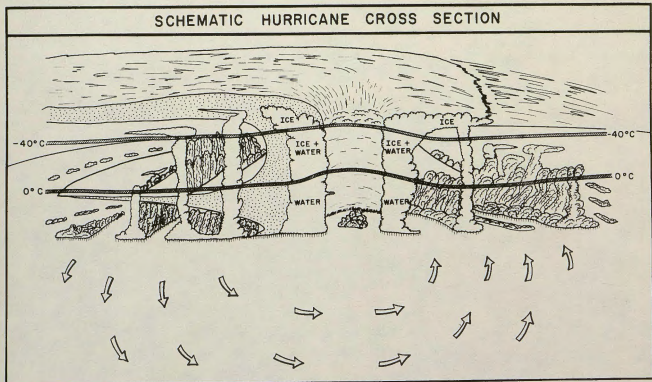 SCHEMATIC HURRICANE CROSS SECTION
ICE
ICE
-40°C
-40°C
ICE +
WATER
ICE +
WATER
0°C
0°C
WATER
WATER